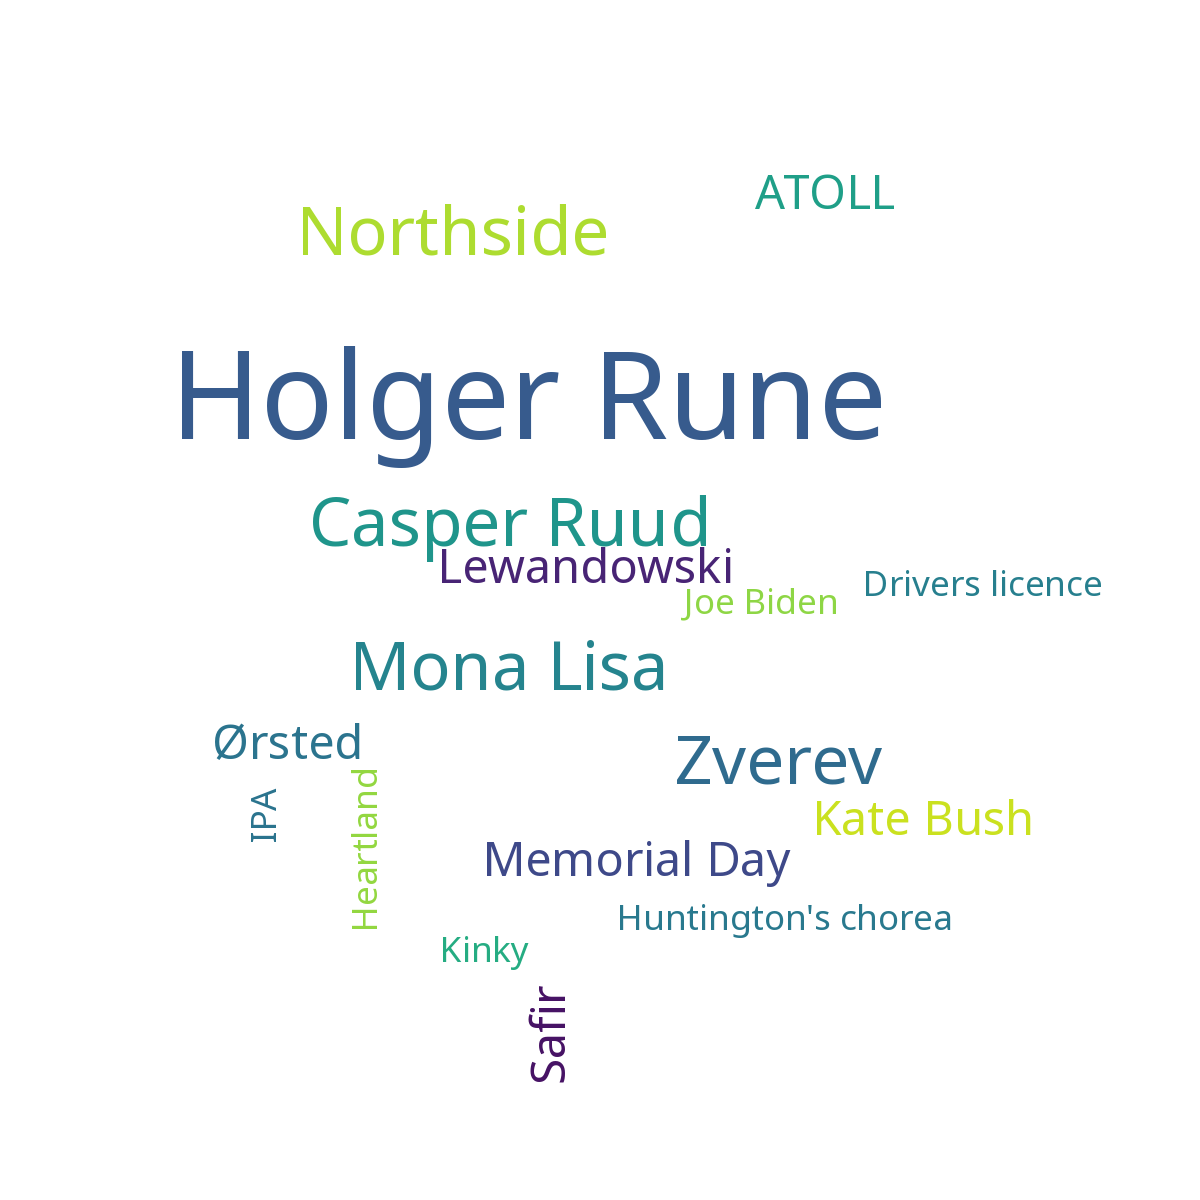 ATOLL
Northside
Holger Rune
Casper Ruud
Lewandowski
Drivers licence
Joe Biden
Mona Lisa
Ørsted
Zverev
IPA
Kate Bush
Heartland
Memorial Day
Huntington's chorea
Kinky
Safir